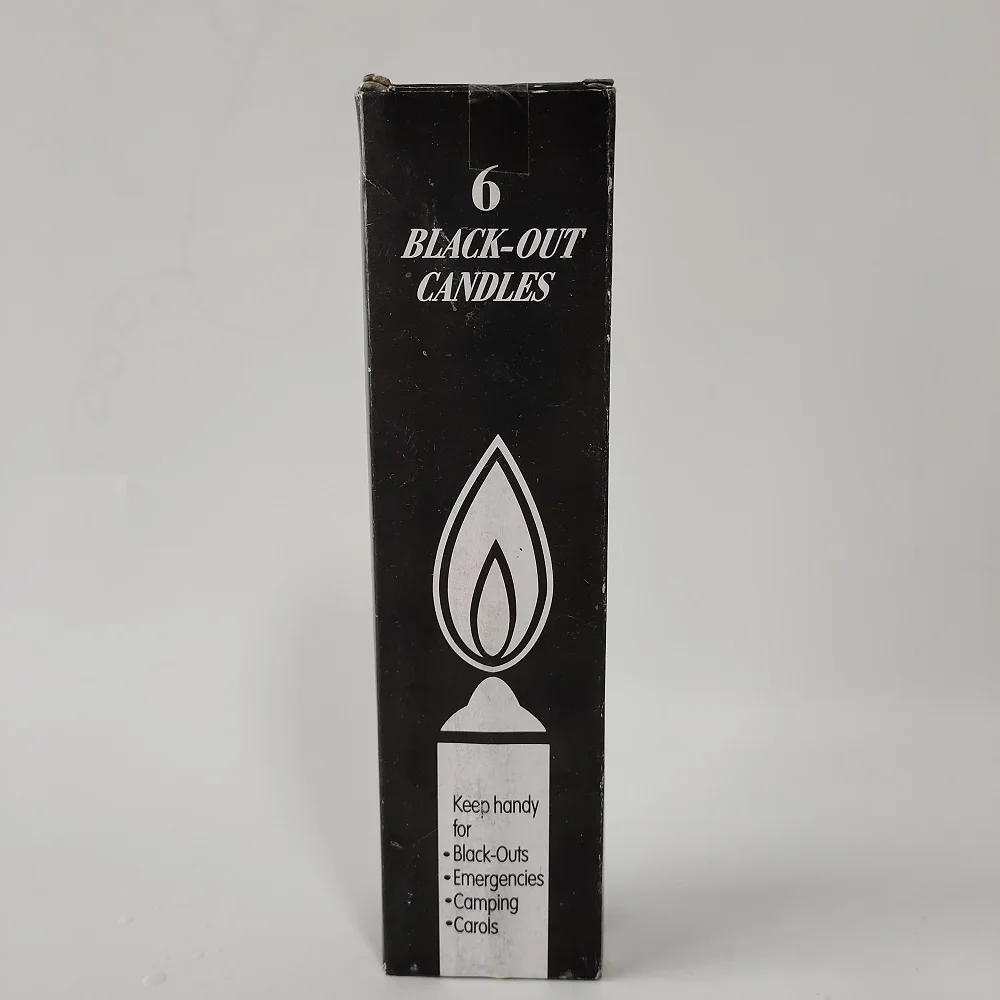 6
BLACK-OUT
CANDLES
Keep handy
for
• Black-Outs
• Emergencies
• Camping
• Carols